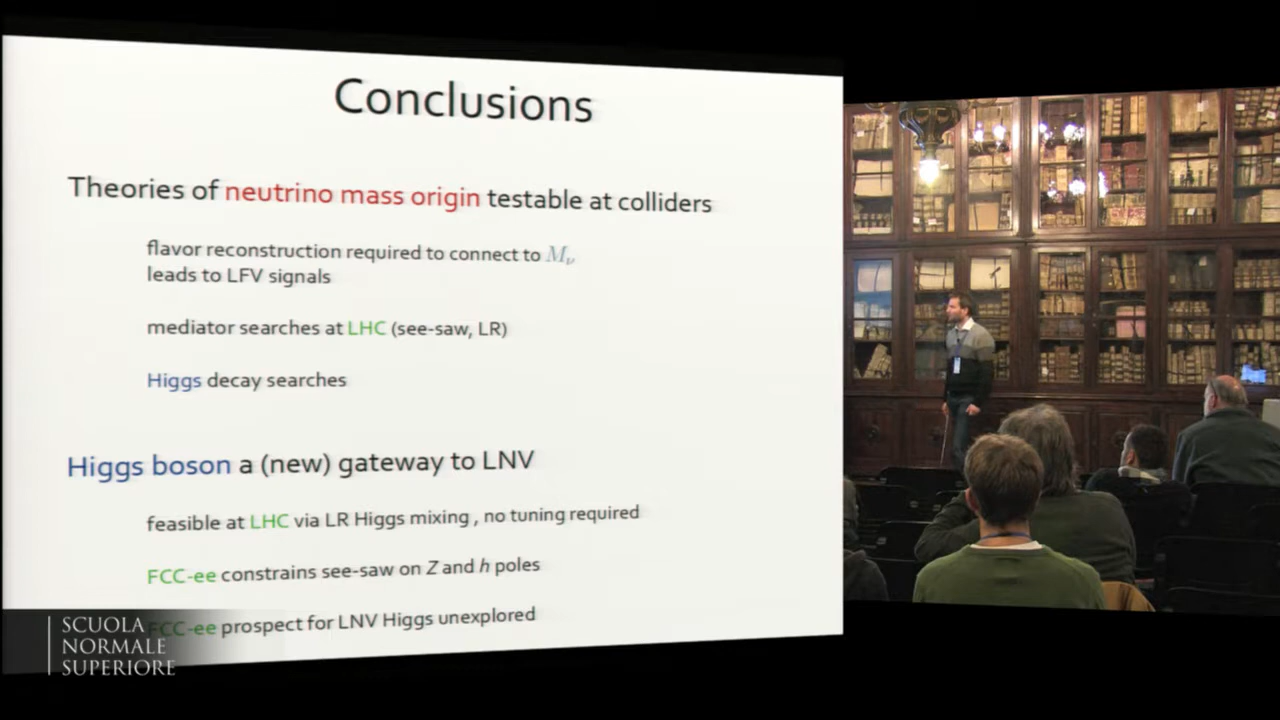 Conclusions
Theories of neutrino mass origin testable at colliders
flavor reconstruction required to connect to Mν
leads to LFV signals
mediator searches at LHC (see-saw, LR)
Higgs decay searches
Higgs boson a (new) gateway to LNV
feasible at LHC via LR Higgs mixing , no tuning required
FCC-ee constrains see-saw on Z and h poles
FCC-ee prospect for LNV Higgs unexplored
SCUOLA
NORMALE
SUPERIORE